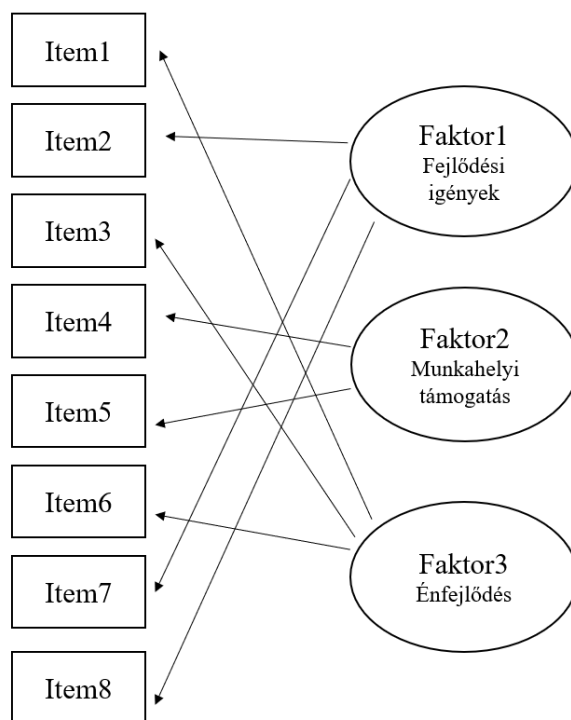 Item1
Item2
Item3
Item4
Item5
Item6
Item7
Item8
Faktor1
Fejlődési
igények
Faktor2
Munkahelyi
támogatás
Faktor3
Énfejlődés